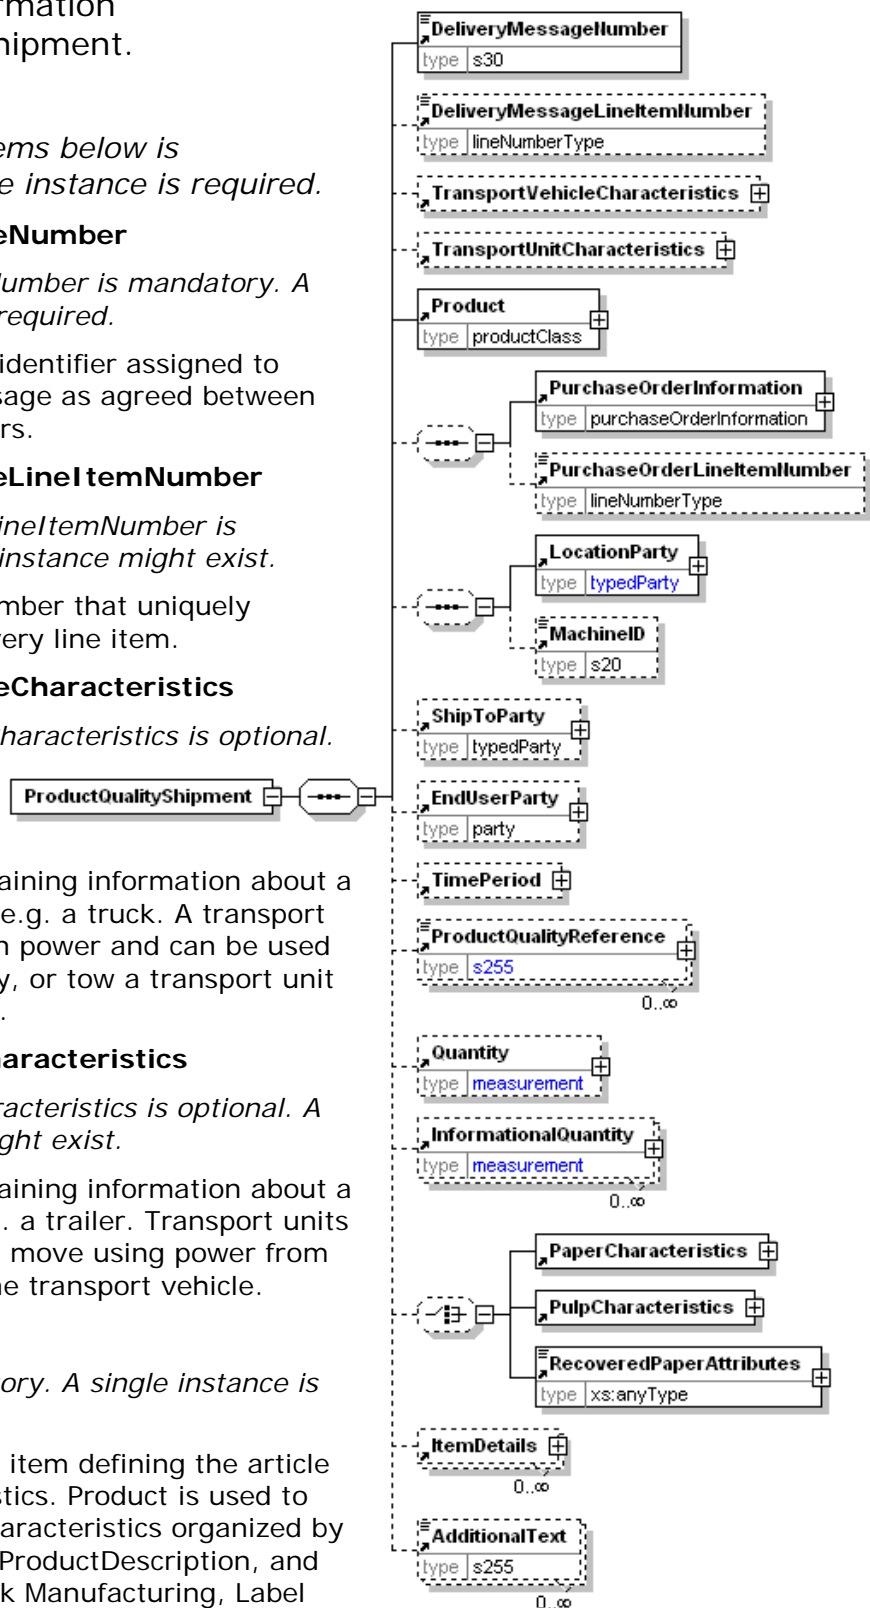 rmation
hipment.
ems below is
e instance is required.
eNumber
Number is mandatory. A
required.
identifier assigned to
sage as agreed between
rs.
eLineItemNumber
ineItemNumber is
instance might exist.
mber that uniquely
very line item.
eCharacteristics
haracteristics is optional.
aining information about a
e.g. a truck. A transport
n power and can be used
y, or tow a transport unit
.
haracteristics
racteristics is optional. A
ght exist.
aining information about a
. a trailer. Transport units
move using power from
ne transport vehicle.
ory. A single instance is
item defining the article
stics. Product is used to
aracteristics organized by
ProductDescription, and
k Manufacturing, Label
ProductQualityShipment
DeliveryMessageNumber
type s30
DeliveryMessageLineItemNumber
type lineNumberType
TransportVehicleCharacteristics
TransportUnitCharacteristics
Product
type productClass
PurchaseOrderInformation
type purchaseOrderInformation
PurchaseOrderLineItemNumber
type lineNumberType
LocationParty
type typedParty
MachineID
type s20
ShipToParty
type typedParty
EndUserParty
type party
TimePeriod
ProductQualityReference
type s255
0..∞
Quantity
type measurement
InformationalQuantity
type measurement
0..∞
PaperCharacteristics
PulpCharacteristics
RecoveredPaperAttributes
type xs:anyType
ItemDetails
0..∞
AdditionalText
type s255
0..∞